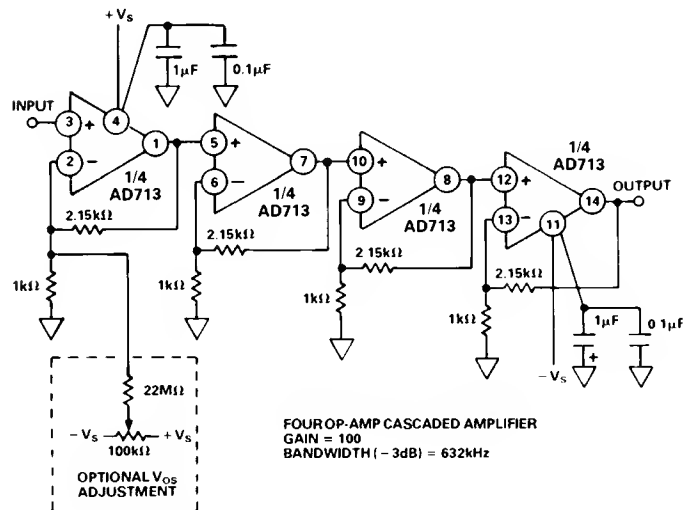 + Vs
1μF
0.1μF
INPUT
3
+
4
2
−
1
1/4
AD713
2.15kΩ
1kΩ
5
+
6
−
7
1/4
AD713
2.15kΩ
1kΩ
10
+
9
−
8
1/4
AD713
2.15kΩ
1kΩ
1/4
AD713
12
+
13
−
11
14
OUTPUT
2.15kΩ
1kΩ
1μF
+
0 1μF
− Vs
22MΩ
− Vs
+ Vs
100kΩ
OPTIONAL VOS
ADJUSTMENT
FOUR OP-AMP CASCADED AMPLIFIER
GAIN = 100
BANDWIDTH (− 3dB) = 632kHz